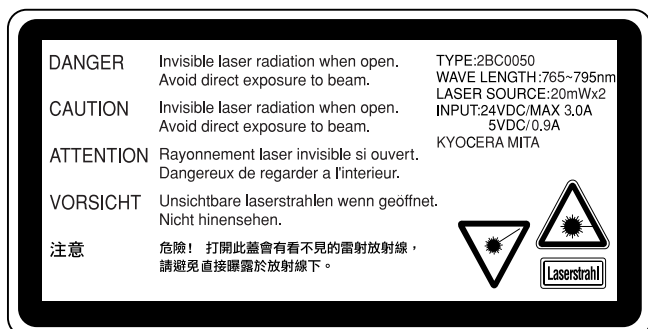 DANGER Invisible laser radiation when open.
Avoid direct exposure to beam.
CAUTION Invisible laser radiation when open.
Avoid direct exposure to beam.
ATTENTION Rayonnement laser invisible si ouvert.
Dangereux de regarder a l'interieur.
VORSICHT Unsichtbare laserstrahlen wenn geöffnet.
Nicht hinensehen.
注意 危險! 打開此蓋會有看不見的雷射放射線，
請避免直接曝露於放射線下。
TYPE:2BC0050
WAVE LENGTH:765~795nm
LASER SOURCE:20mWx2
INPUT:24VDC/MAX 3.0A
5VDC/0.9A
KYOCERA MITA
Laserstrahl